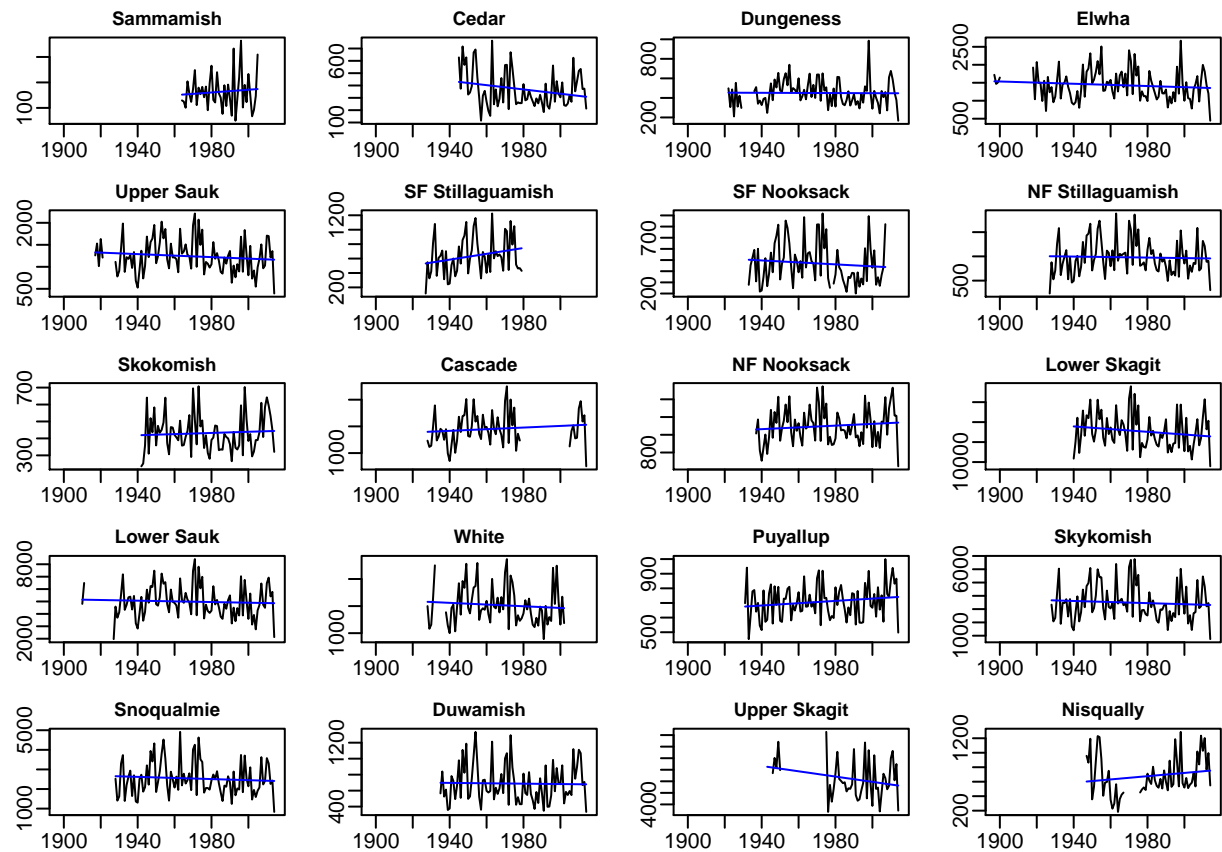 Sammamish Cedar Dungeness Elwha
100
100 600
200 800
500 2500
1900 1940 1980 1900 1940 1980 1900 1940 1980 1900 1940 1980
Upper Sauk SF Stillaguamish SF Nooksack NF Stillaguamish
500 2000
200 1200
200 700
500
1900 1940 1980 1900 1940 1980 1900 1940 1980 1900 1940 1980
Skokomish Cascade NF Nooksack Lower Skagit
300 700
1000
800
10000
1900 1940 1980 1900 1940 1980 1900 1940 1980 1900 1940 1980
Lower Sauk White Puyallup Skykomish
2000 8000
1000
500 900
1000 6000
1900 1940 1980 1900 1940 1980 1900 1940 1980 1900 1940 1980
Snoqualmie Duwamish Upper Skagit Nisqually
1000 5000
400 1200
4000
200 1200
1900 1940 1980 1900 1940 1980 1900 1940 1980 1900 1940 1980